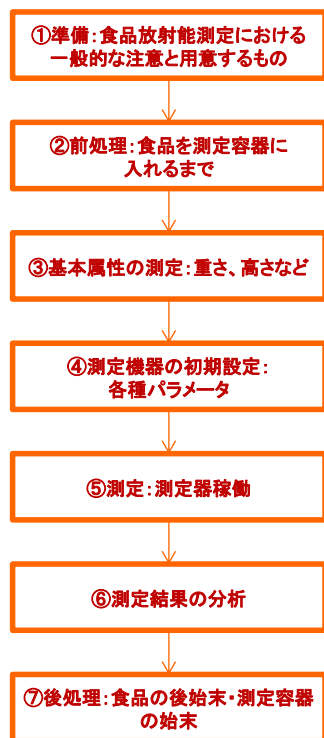 ①準備：食品放射能測定における
一般的な注意と用意するもの
②前処理：食品を測定容器に
入れるまで
③基本属性の測定：重さ、高さなど
④測定機器の初期設定：
各種パラメータ
⑤測定：測定器稼働
⑥測定結果の分析
⑦後処理：食品の後始末・測定容器
の始末